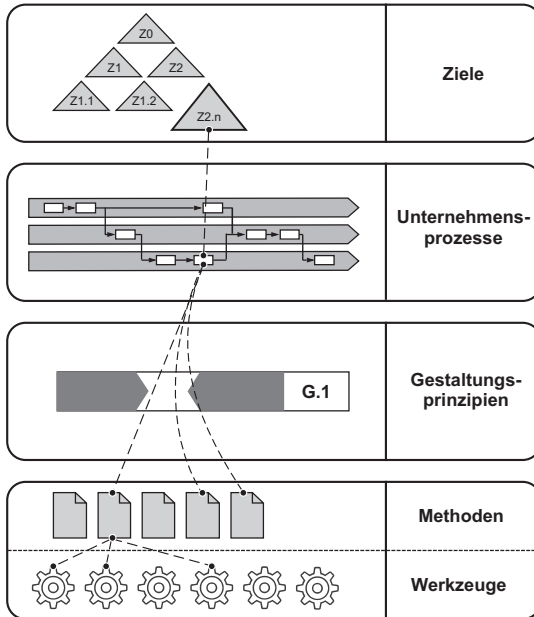 Z0
Z1
Z2
Z1.1
Z1.2
Z2.n
Ziele
Unternehmens-
prozesse
G.1
Gestaltungs-
prinzipien
Methoden
Werkzeuge